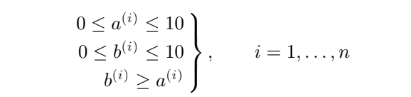 0 ≤ a^{(i)} ≤ 10
0 ≤ b^{(i)} ≤ 10 }, i = 1, . . . , n
b^{(i)} ≥ a^{(i)}